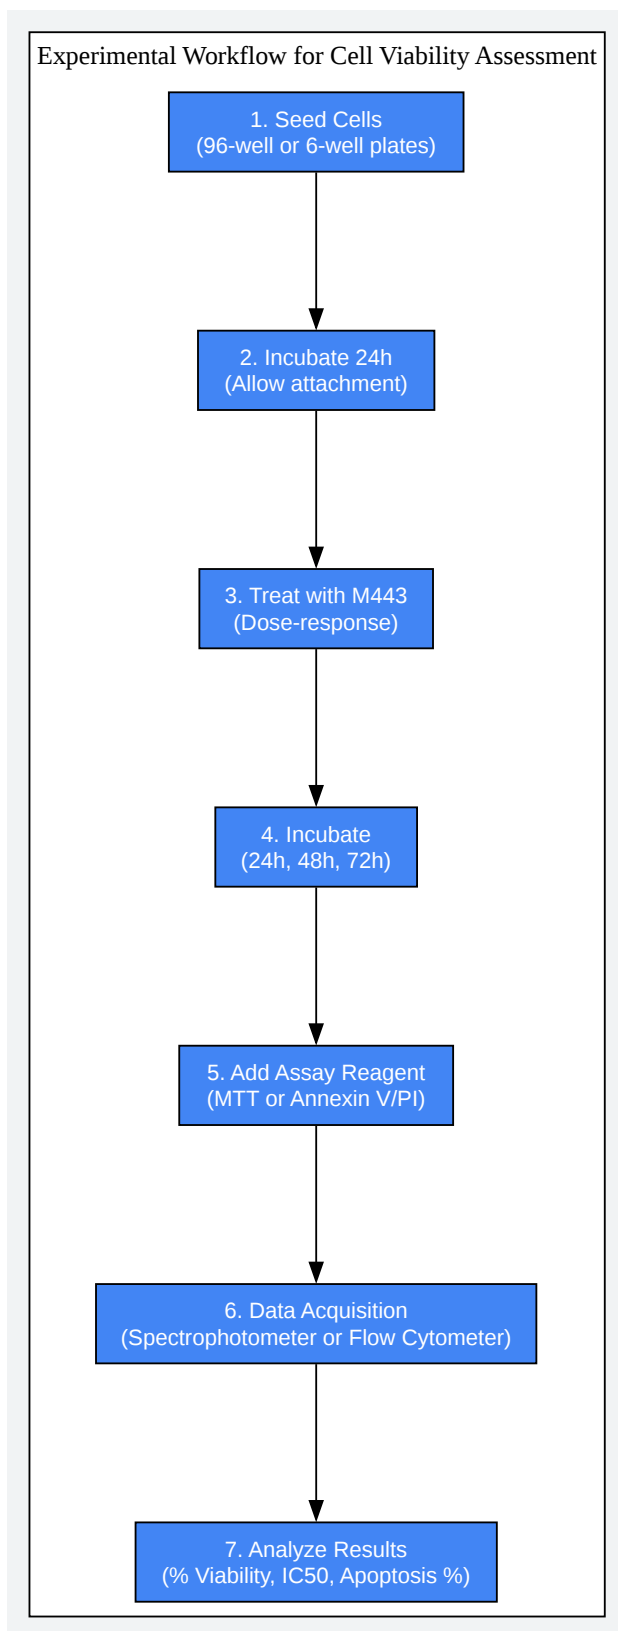 Experimental Workflow for Cell Viability Assessment
1. Seed Cells
(96-well or 6-well plates)
2. Incubate 24h
(Allow attachment)
3. Treat with M443
(Dose-response)
4. Incubate
(24h, 48h, 72h)
5. Add Assay Reagent
(MTT or Annexin V/PI)
6. Data Acquisition
(Spectrophotometer or Flow Cytometer)
7. Analyze Results
(% Viability, IC50, Apoptosis %)